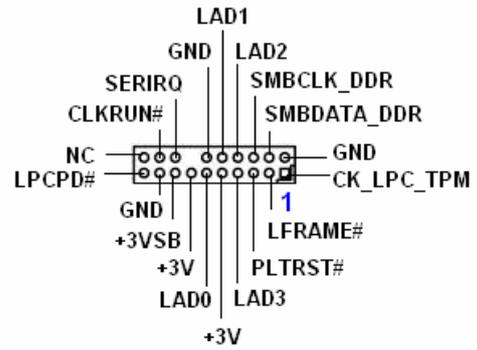 LAD1
GND LAD2
SERIRQ SMBCLK_DDR
CLKRUN# SMBDATA_DDR
NC GND
LPCPD# CK_LPC_TPM
1
GND LFRAME#
+3VSB
+3V PLTRST#
LAD0 LAD3
+3V